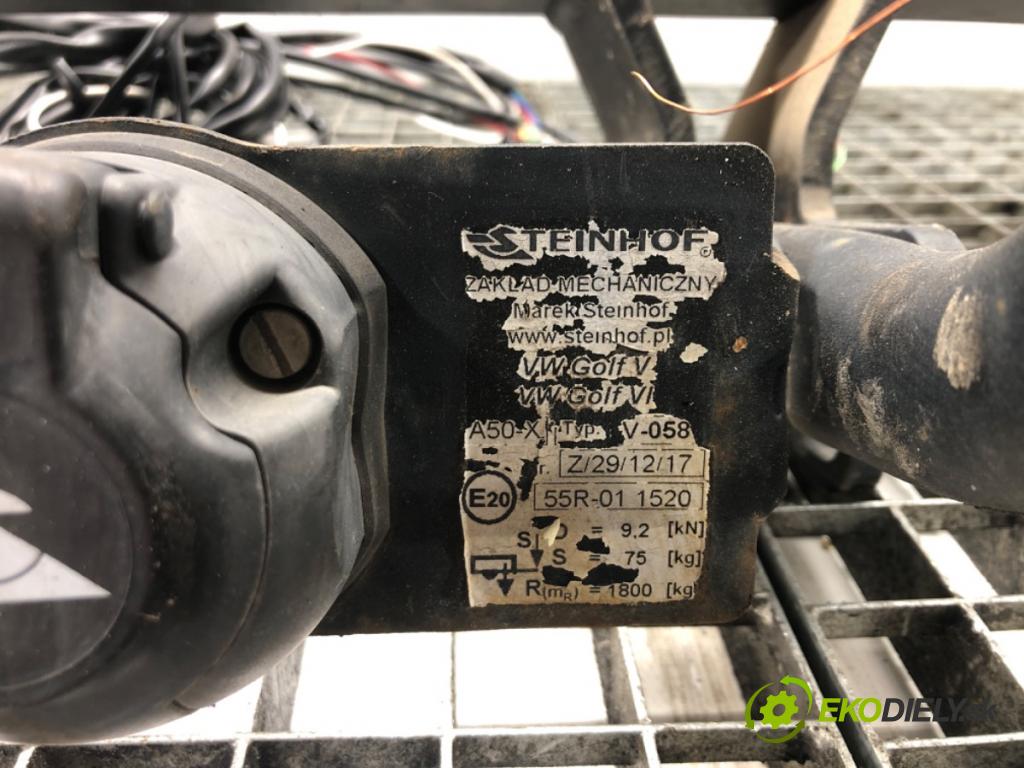 STEINHOF
ZAKŁAD MECHANICZNY
Marek Steinhof
www.steinhof.pl
VW Golf V
VW Golf VI
A50-X Typ V-058
r. Z/29/12/17
E20 55R-01 1520
D = 9,2 [kN]
S S = 75 [kg]
R(mR) = 1800 [kg]
EKODIELY.sk